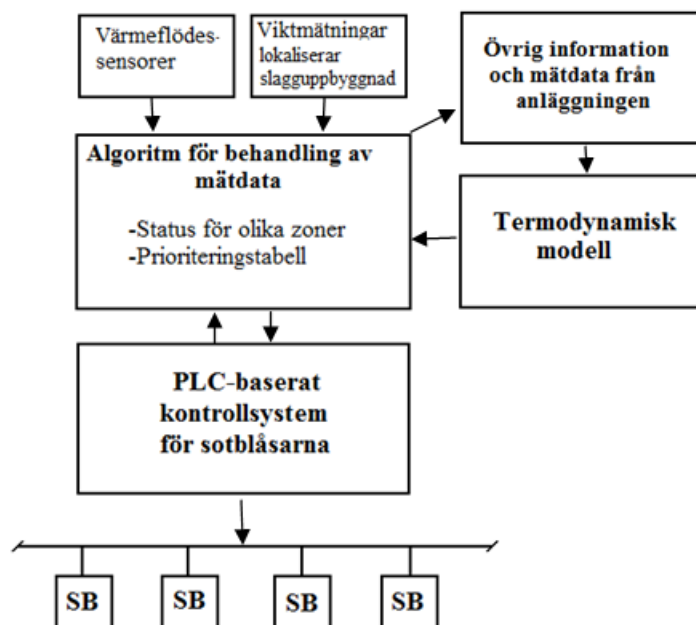 Värmeflödes-
sensorer
Viktmätningar
lokaliserar
slagguppbyggnad
Övrig information
och mätdata från
anläggningen
Algoritm för behandling av
mätdata
-Status för olika zoner
-Prioriteringstabell
Termodynamisk
modell
PLC-baserat
kontrollsystem
för sotblåsarna
SB
SB
SB
SB